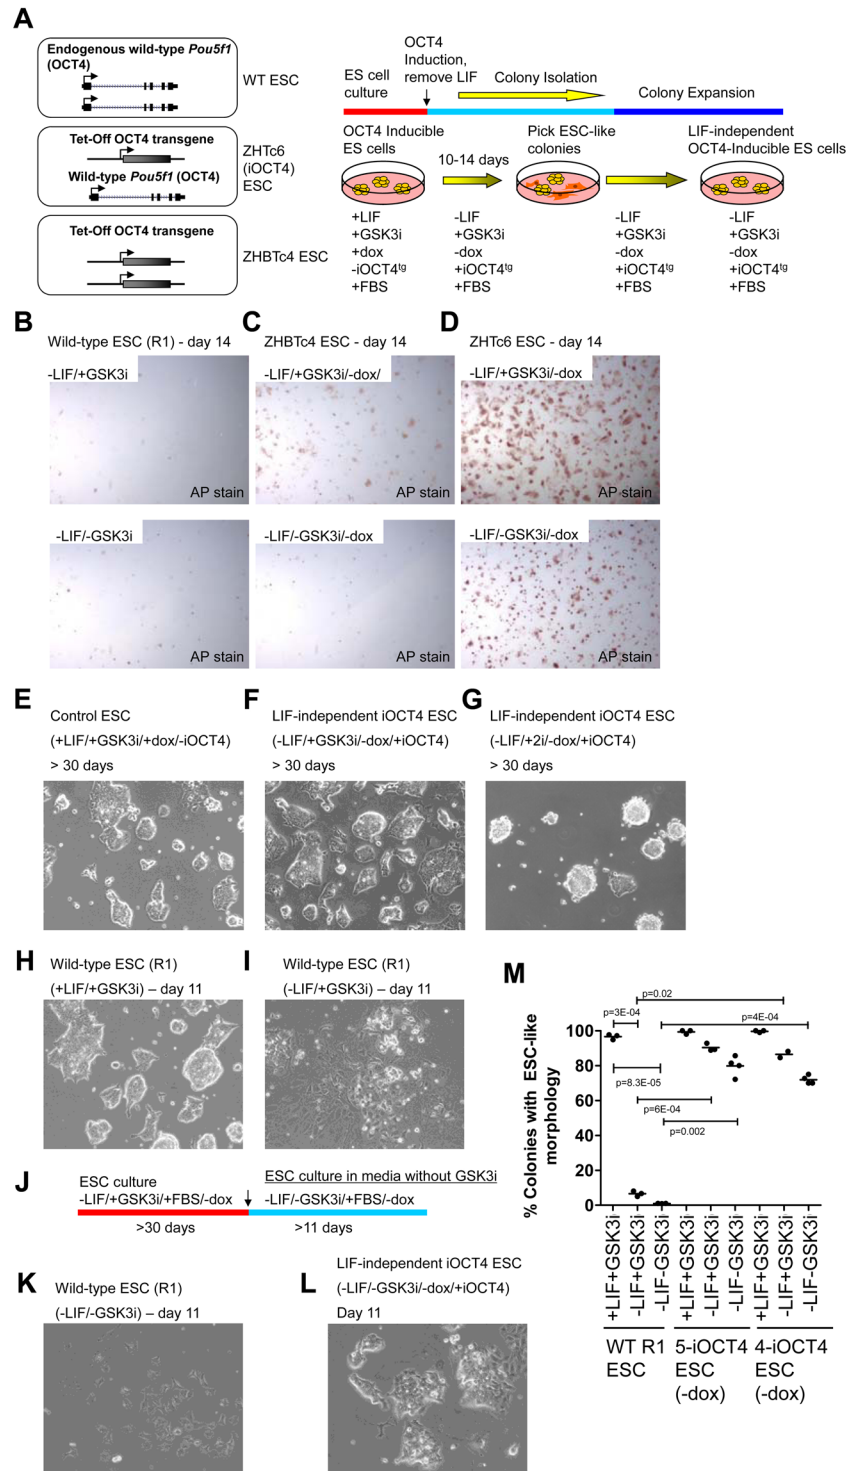 A
Endogenous wild-type Pou5f1
(OCT4)
WT ESC
Tet-Off OCT4 transgene
Wild-type Pou5f1 (OCT4)
ZHTc6
(iOCT4)
ESC
Tet-Off OCT4 transgene
ZHBTc4 ESC
OCT4
Induction,
remove LIF
ES cell
culture
Colony Isolation
Colony Expansion
OCT4 Inducible
ES cells
10-14 days
Pick ESC-like
colonies
LIF-independent
OCT4-Inducible ES cells
+LIF
+GSK3i
+dox
-iOCT4tg
+FBS
-LIF
+GSK3i
-dox
+iOCT4tg
+FBS
-LIF
+GSK3i
-dox
+iOCT4tg
+FBS
-LIF
+GSK3i
-dox
+iOCT4tg
+FBS
B
Wild-type ESC (R1) - day 14
-LIF/+GSK3i
AP stain
-LIF/-GSK3i
AP stain
C
ZHBTc4 ESC - day 14
-LIF/+GSK3i/-dox/
AP stain
-LIF/-GSK3i/-dox
AP stain
D
ZHTc6 ESC - day 14
-LIF/+GSK3i/-dox
AP stain
-LIF/-GSK3i/-dox
AP stain
E
Control ESC
(+LIF/+GSK3i/+dox/-iOCT4)
> 30 days
F
LIF-independent iOCT4 ESC
(-LIF/+GSK3i/-dox/+iOCT4)
> 30 days
G
LIF-independent iOCT4 ESC
(-LIF/+2i/-dox/+iOCT4)
> 30 days
H
Wild-type ESC (R1)
(+LIF/+GSK3i) – day 11
I
Wild-type ESC (R1)
(-LIF/+GSK3i) – day 11
J
ESC culture
-LIF/+GSK3i/+FBS/-dox
>30 days
ESC culture in media without GSK3i
-LIF/-GSK3i/+FBS/-dox
>11 days
K
Wild-type ESC (R1)
(-LIF/-GSK3i) – day 11
L
LIF-independent iOCT4 ESC
(-LIF/-GSK3i/-dox/+iOCT4)
Day 11
M
% Colonies with ESC-like
morphology
100
80
60
40
20
0
p=0.02
p=3E-04
p=4E-04
p=8.3E-05
p=6E-04
p=0.002
+LIF+GSK3i
-LIF+GSK3i
-LIF-GSK3i
+LIF+GSK3i
-LIF+GSK3i
-LIF-GSK3i
+LIF+GSK3i
-LIF+GSK3i
-LIF-GSK3i
WT R1
ESC
5-iOCT4
ESC
(-dox)
4-iOCT4
ESC
(-dox)